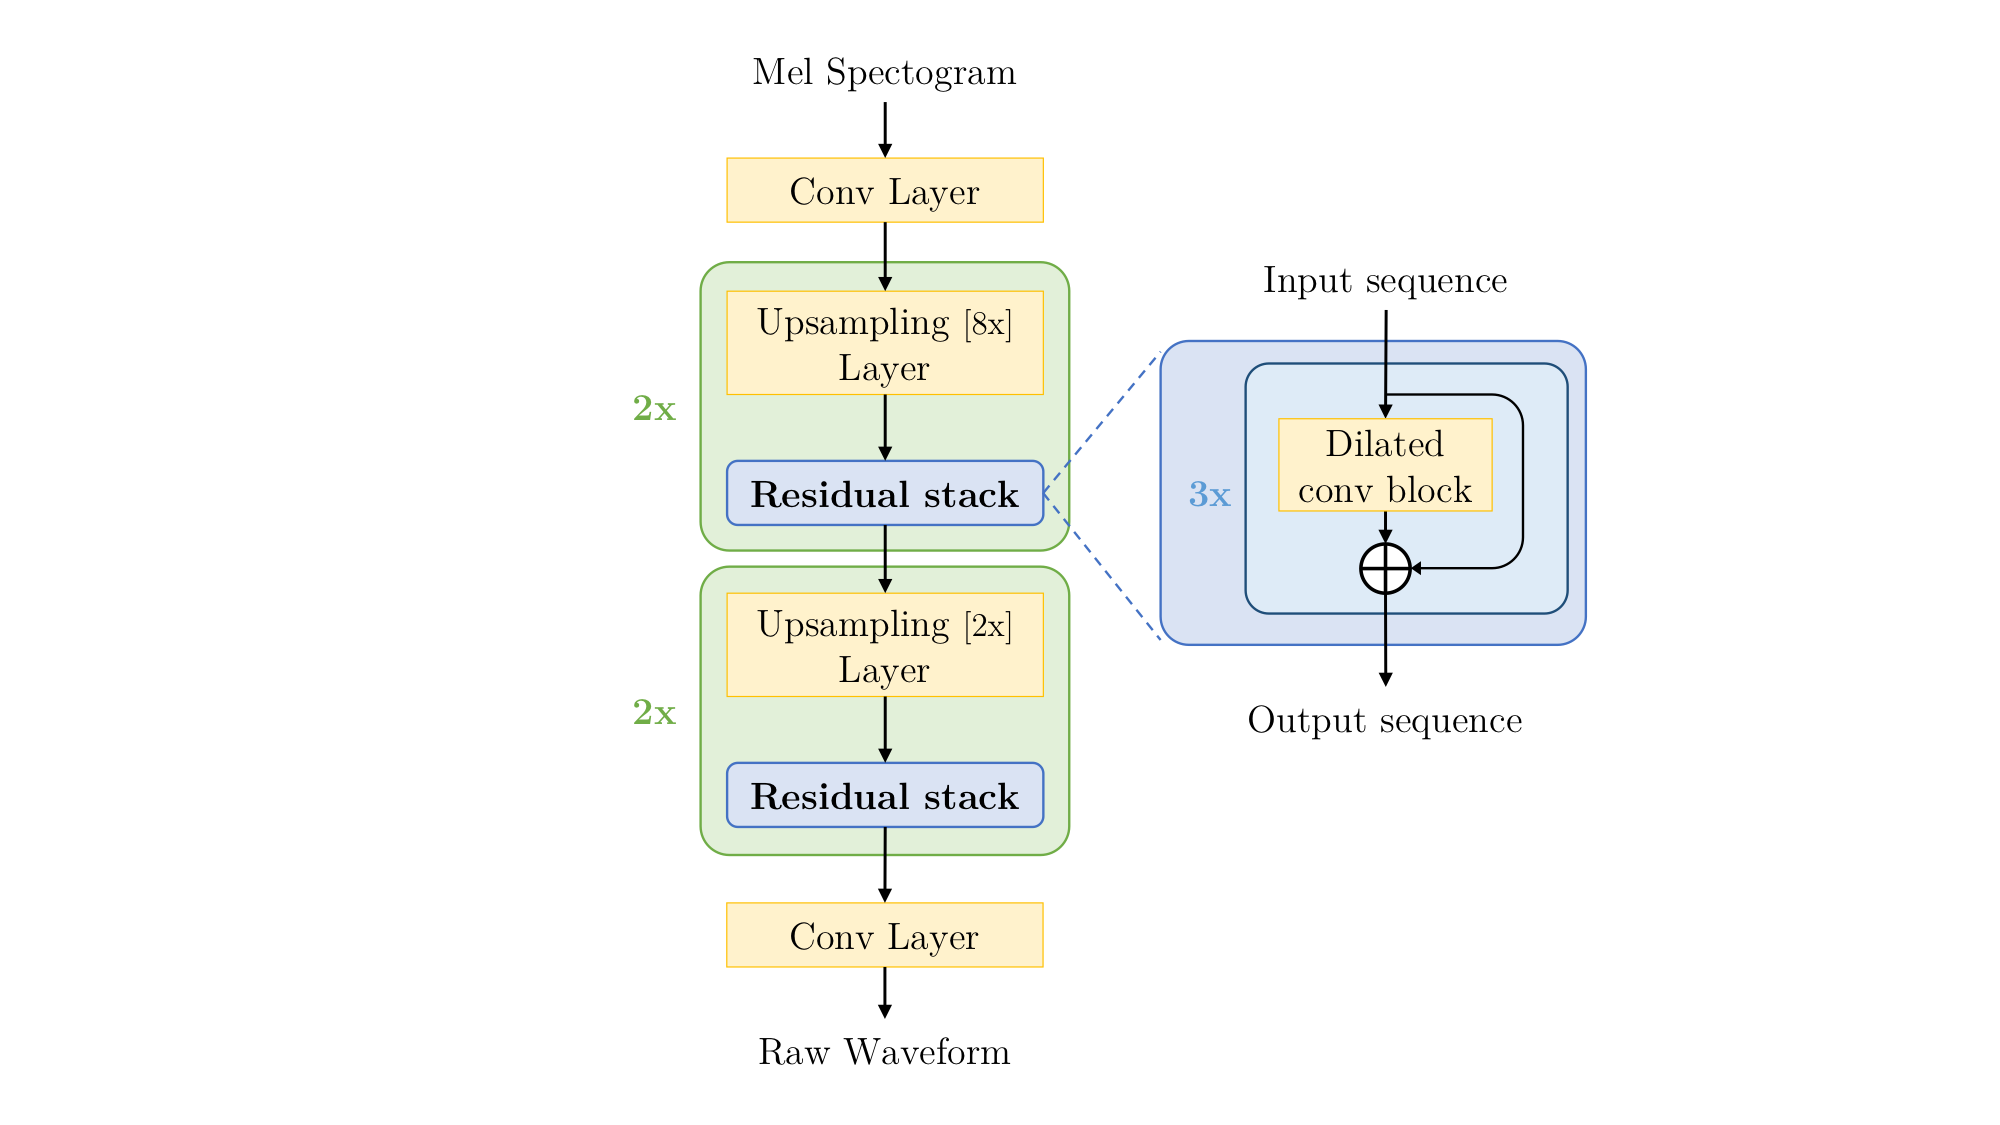 Mel Spectogram
Conv Layer
Upsampling [8x]
Layer
2x
Residual stack
Upsampling [2x]
Layer
2x
Residual stack
Conv Layer
Raw Waveform
Input sequence
Dilated
conv block
3x
Output sequence